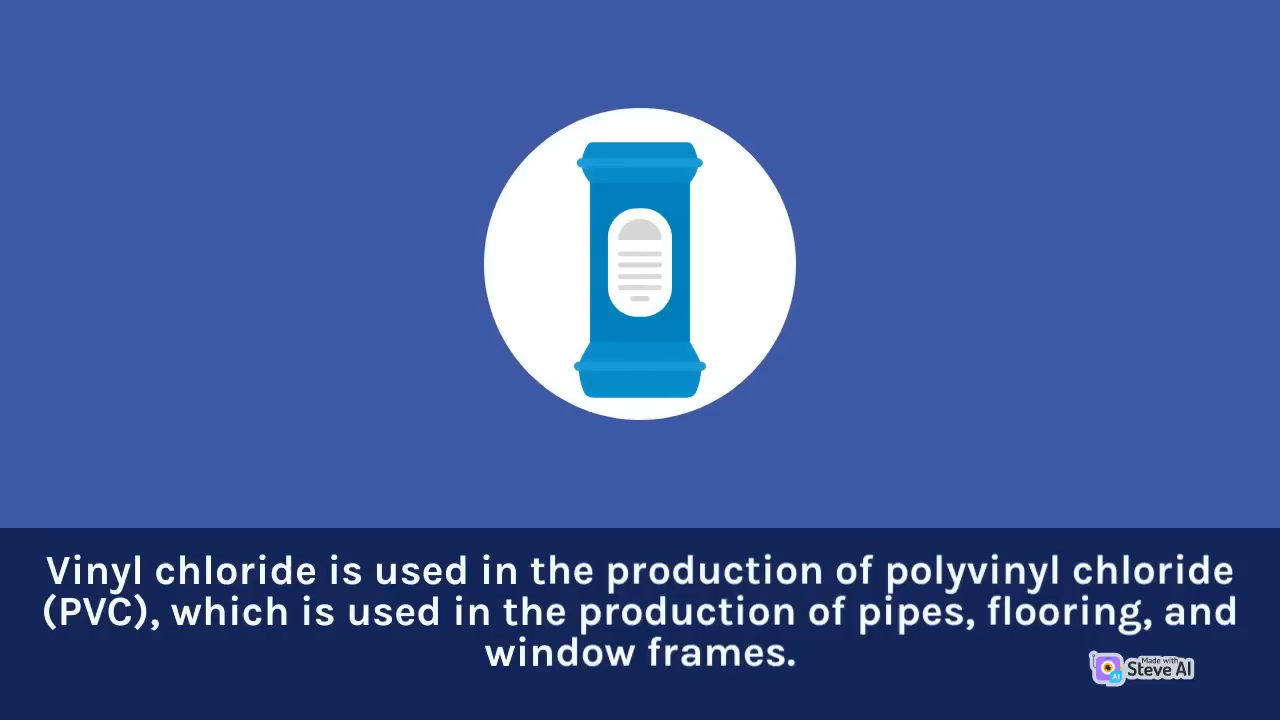 Vinyl chloride is used in the production of polyvinyl chloride
(PVC), which is used in the production of pipes, flooring, and
window frames.
Made with
Steve AI
AI